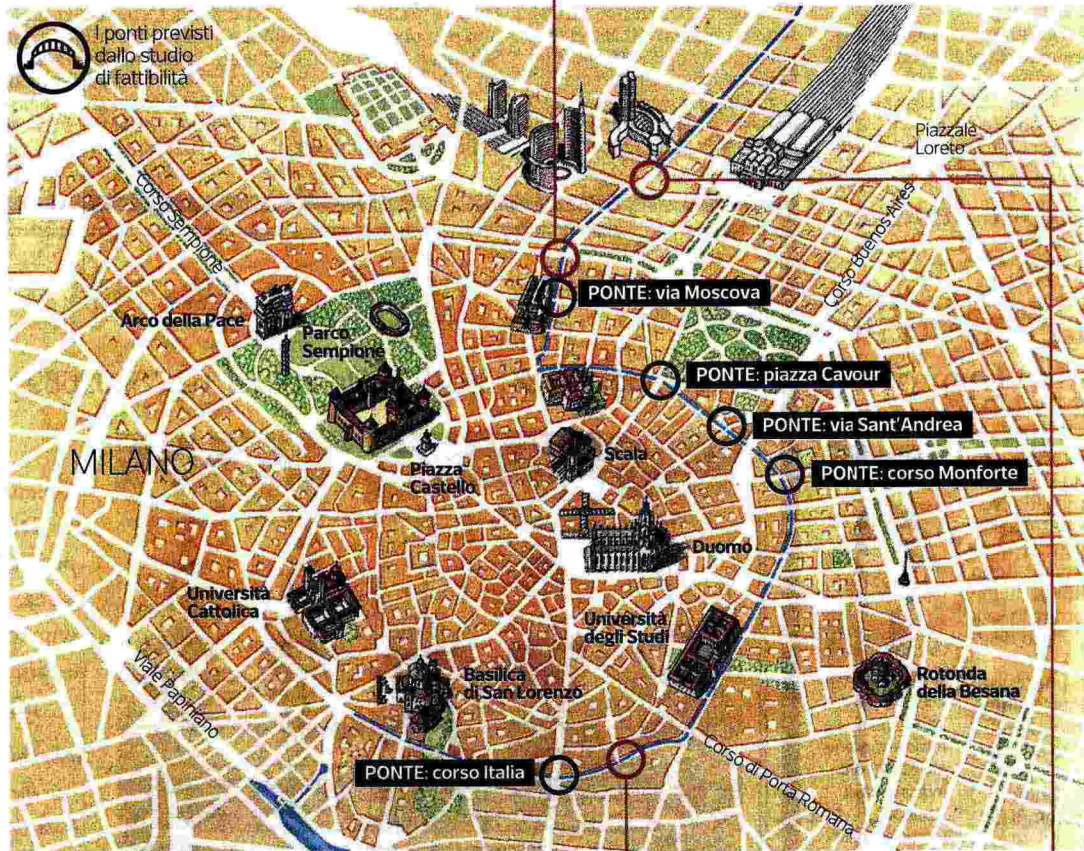 I ponti previsti
dallo studio
di fattibilità
Piazzale
Loreto
Corso Sempione
Corso Buenos Aires
PONTE: via Moscova
Arco della Pace
Parco
Sempione
PONTE: piazza Cavour
PONTE: via Sant'Andrea
MILANO
Piazza
Castello
Scala
PONTE: corso Monforte
Duomo
Università
Cattolica
Università
degli Studi
Viale Papiniano
Basilica
di San Lorenzo
Rotonda
della Besana
PONTE: corso Italia
Corso di Porta Romana